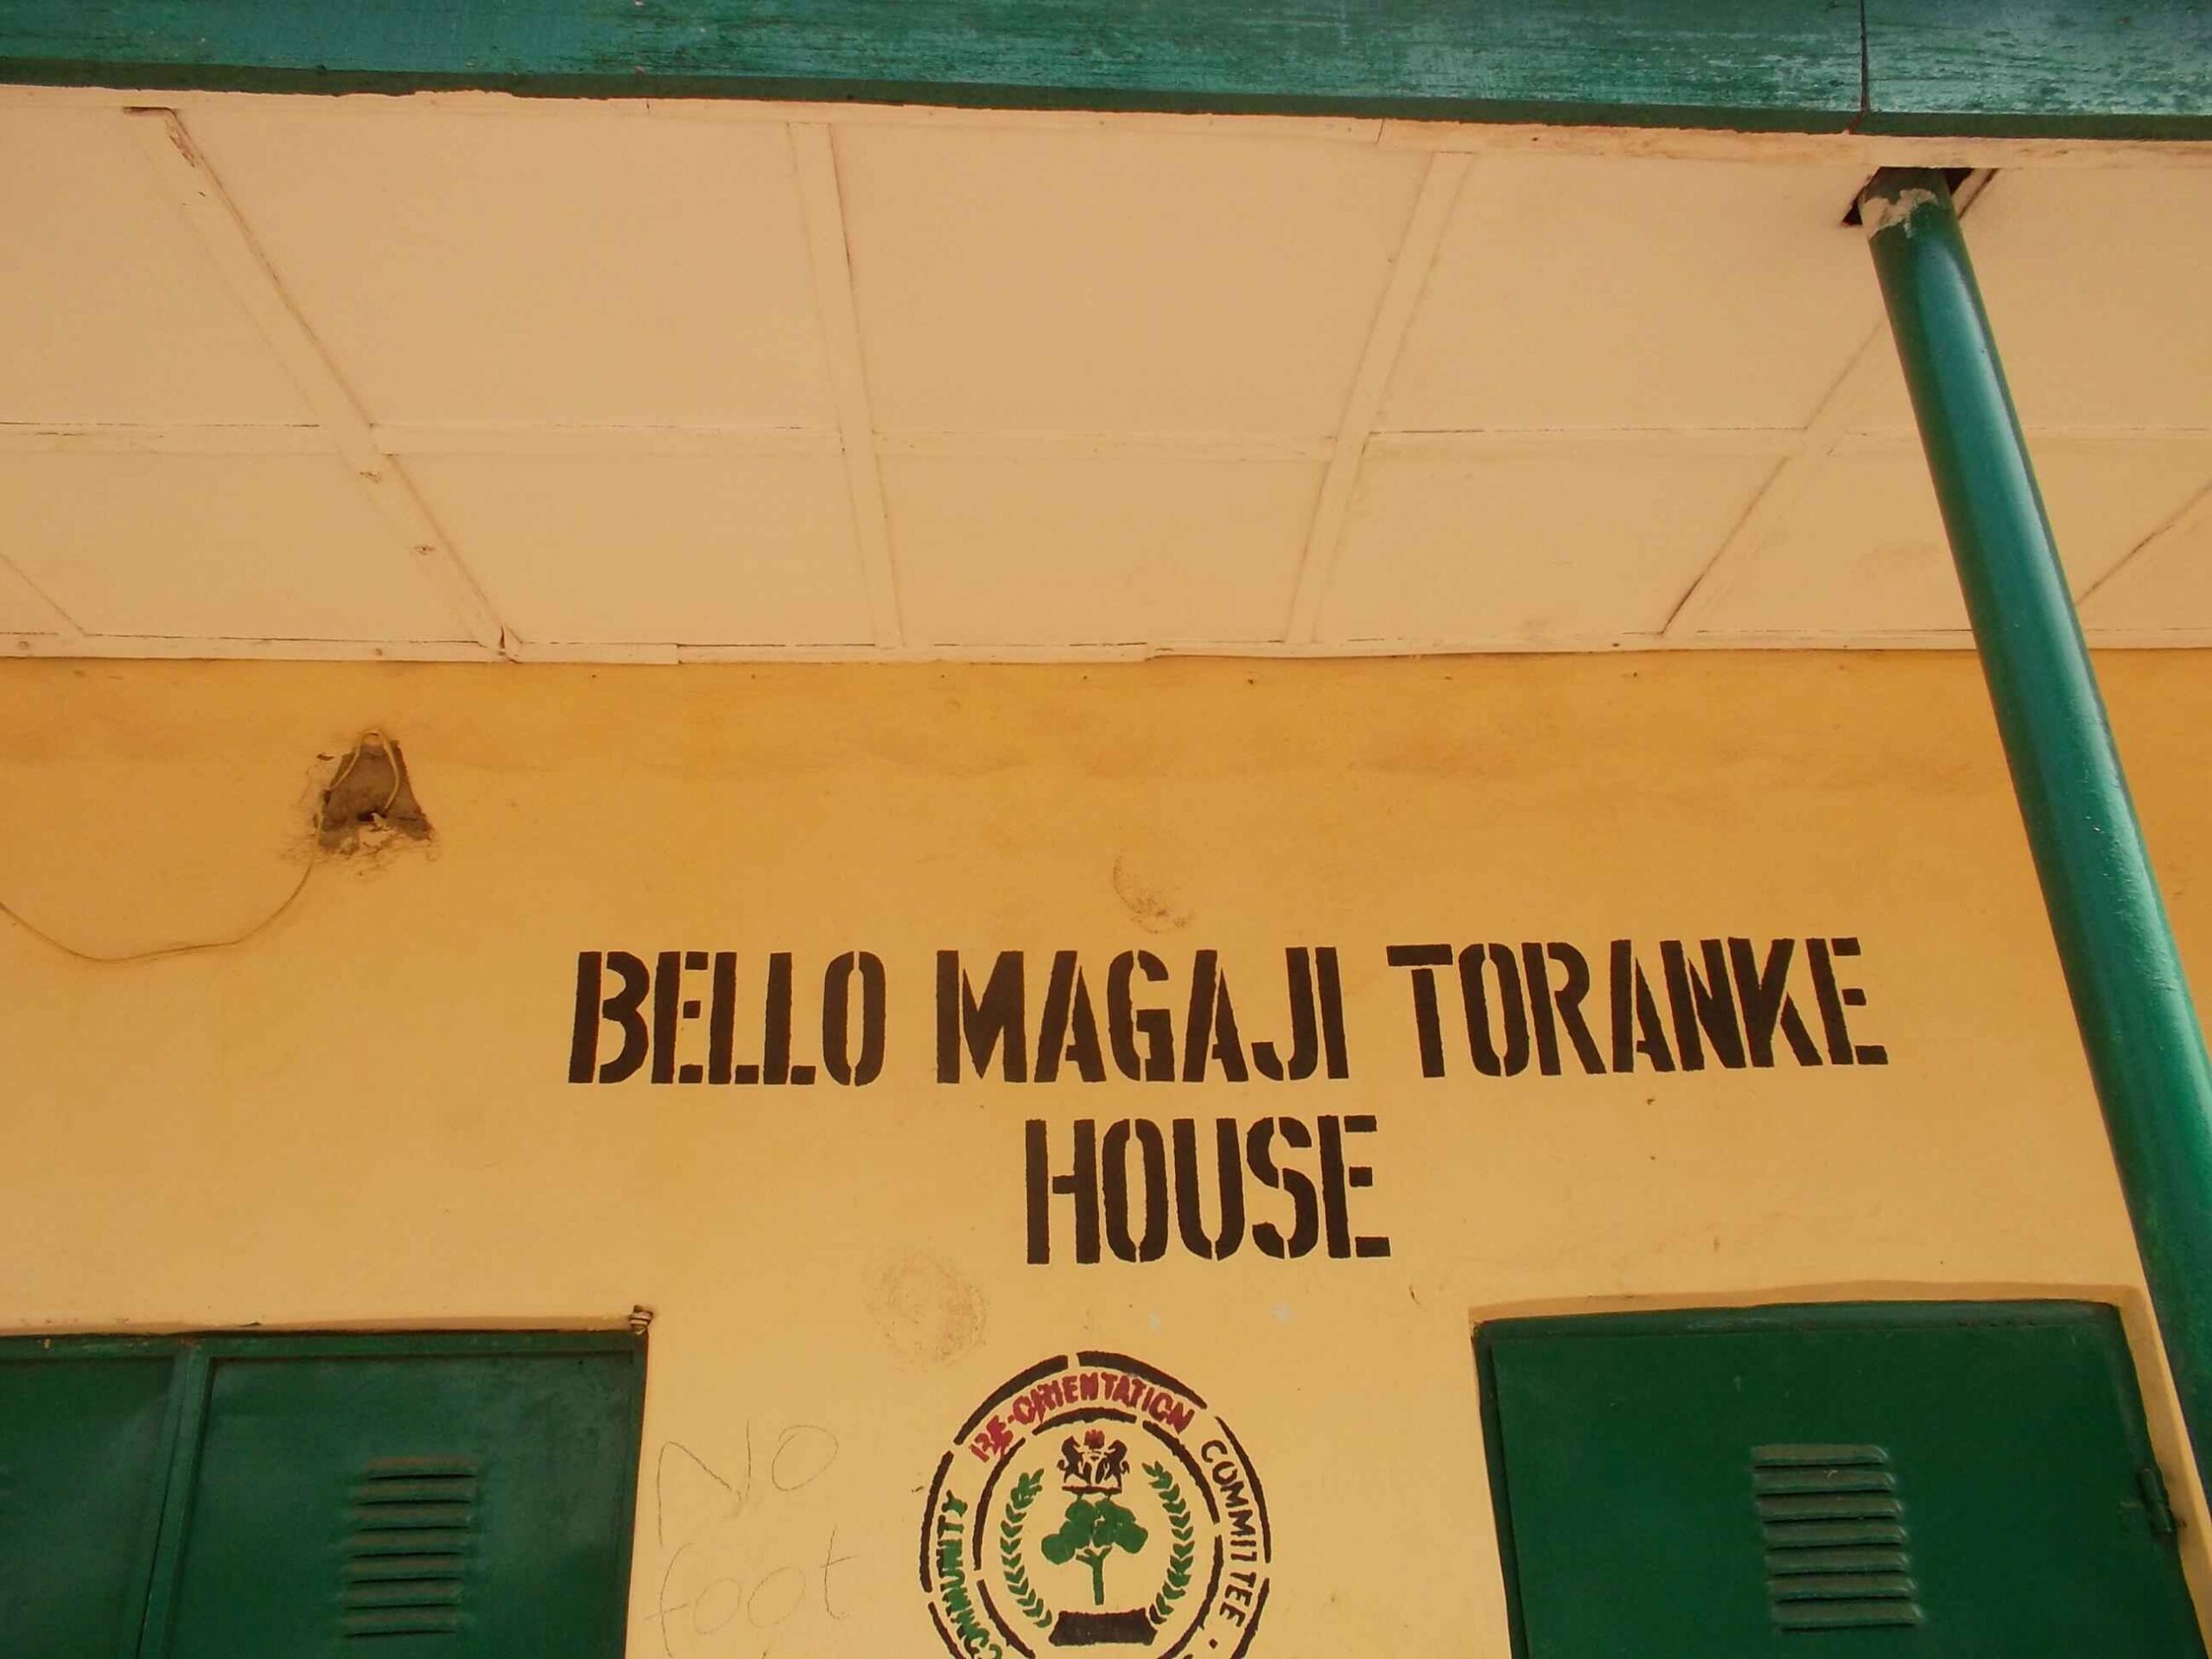 BELLO MAGAJI TORANKE
HOUSE
COMMUNITY RE-ORIENTATION COMMITTEE
No
foot